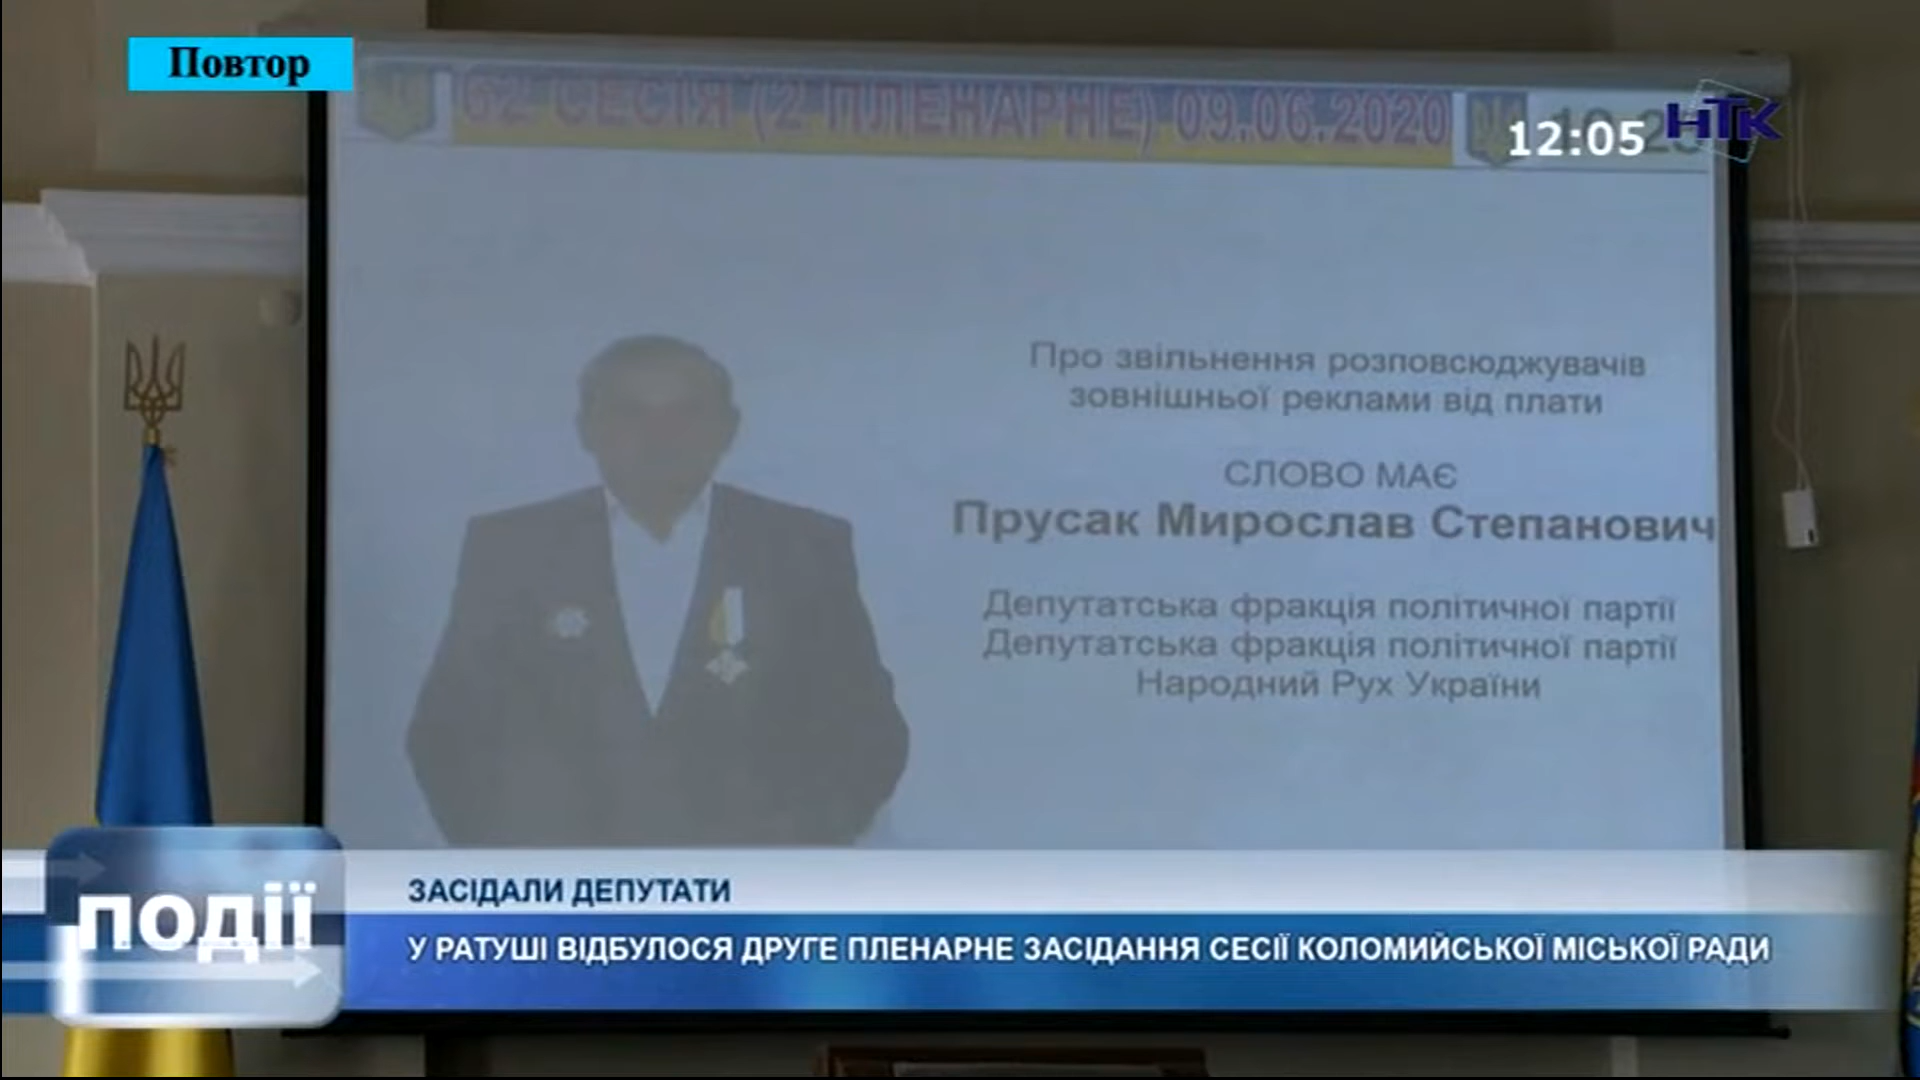 Повтор
62 СЕСІЯ (2 ПЛЕНАРНЕ) 09.06.2020
12:05
НТК
Про звільнення розповсюджувачів
зовнішньої реклами від плати
СЛОВО МАЄ
Прусак Мирослав Степанович
Депутатська фракція політичної партії
Депутатська фракція політичної партії
Народний Рух України
події
ЗАСІДАЛИ ДЕПУТАТИ
У РАТУШІ ВІДБУЛОСЯ ДРУГЕ ПЛЕНАРНЕ ЗАСІДАННЯ СЕСІЇ КОЛОМИЙСЬКОЇ МІСЬКОЇ РАДИ